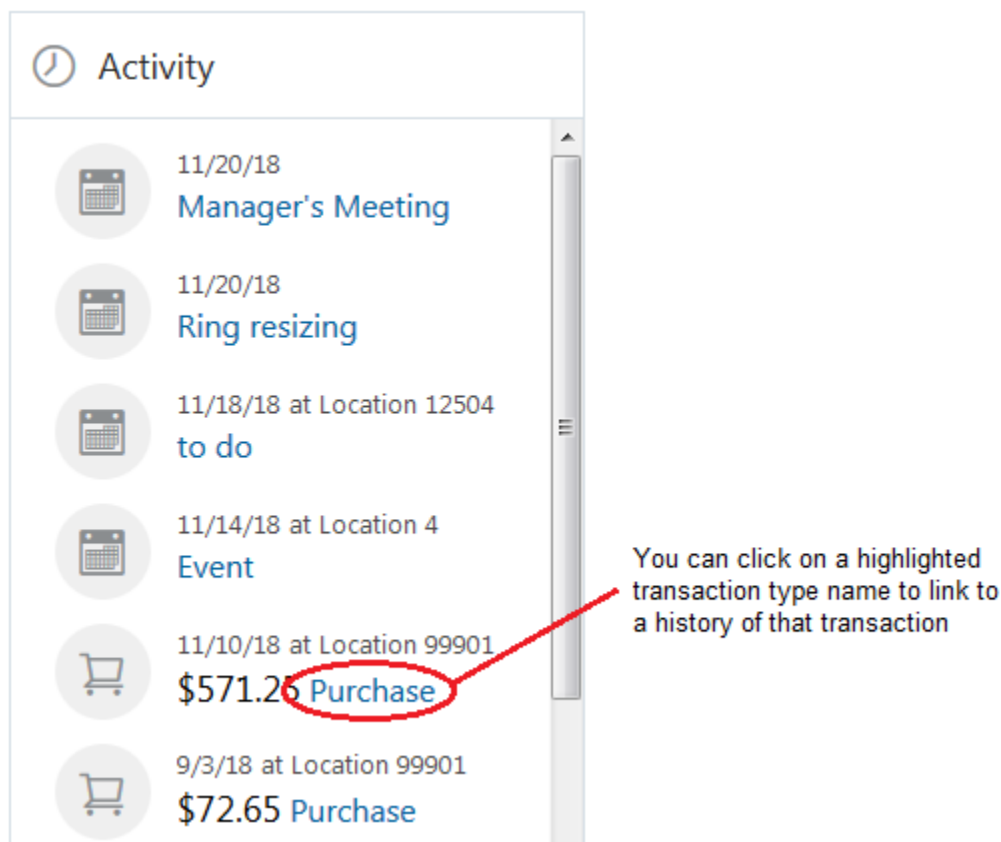 Activity
11/20/18
Manager's Meeting
11/20/18
Ring resizing
11/18/18 at Location 12504
to do
11/14/18 at Location 4
Event
11/10/18 at Location 99901
$571.25 Purchase
9/3/18 at Location 99901
$72.65 Purchase
You can click on a highlighted
transaction type name to link to
a history of that transaction